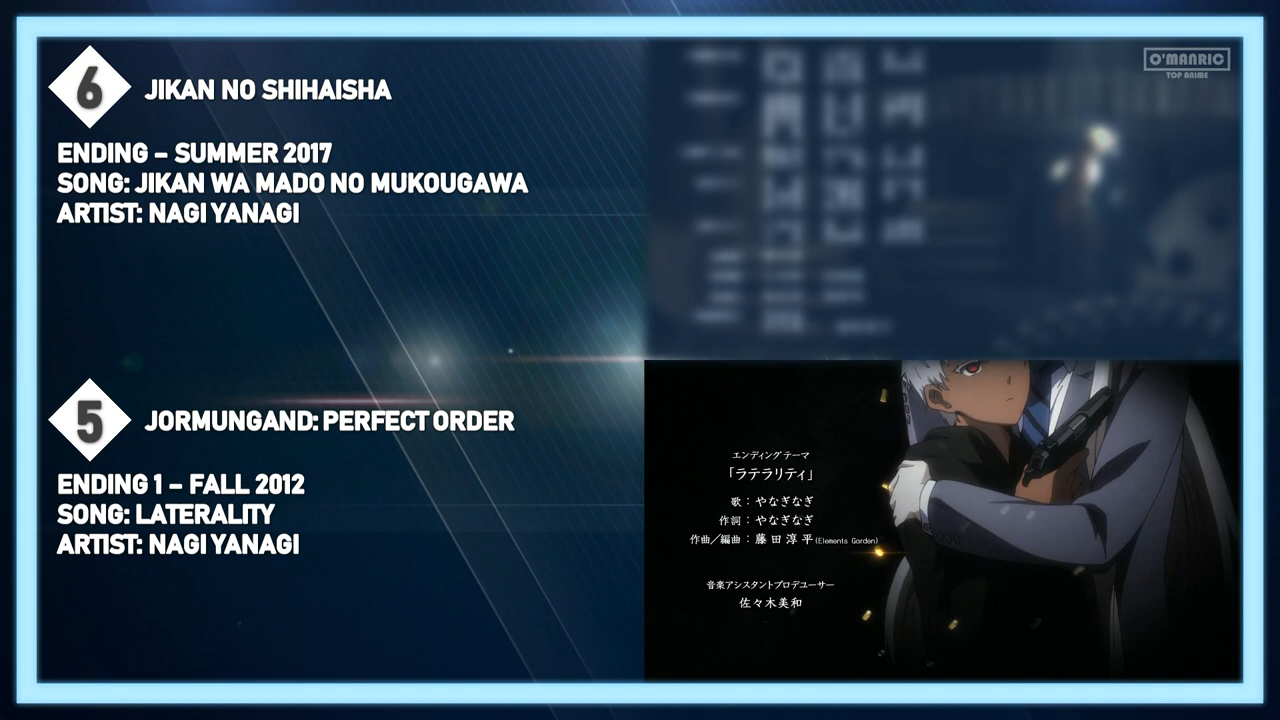 6 JIKAN NO SHIHAISHA
ENDING – SUMMER 2017
SONG: JIKAN WA MADO NO MUKOUGAWA
ARTIST: NAGI YANAGI
O'MANRIC
TOP ANIME
5 JORMUNGAND: PERFECT ORDER
ENDING 1 – FALL 2012
SONG: LATERALITY
ARTIST: NAGI YANAGI
エンディングテーマ
「ラテラリティ」
歌：やなぎなぎ
作詞：やなぎなぎ
作曲／編曲：藤田淳平(Elements Garden)
音楽アシスタントプロデューサー
佐々木美和